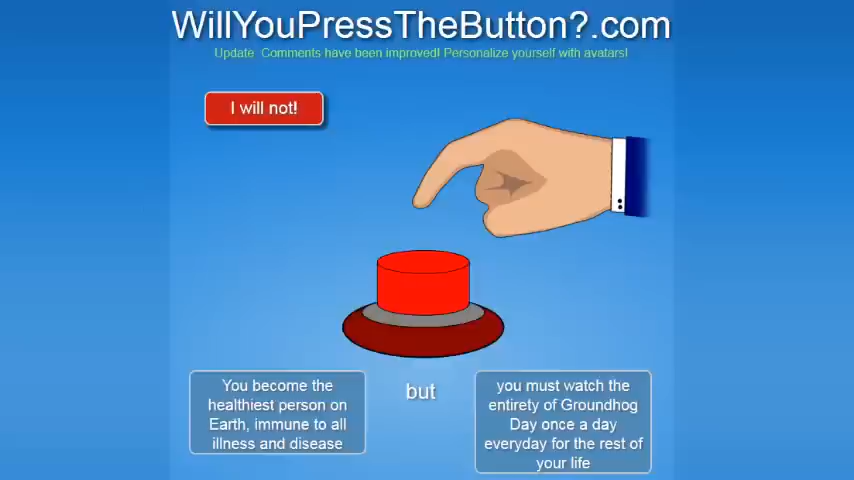 WillYouPressTheButton?.com
Update Comments have been improved! Personalize yourself with avatars!
I will not!
You become the
healthiest person on
Earth, immune to all
illness and disease
but
you must watch the
entirety of Groundhog
Day once a day
everyday for the rest of
your life